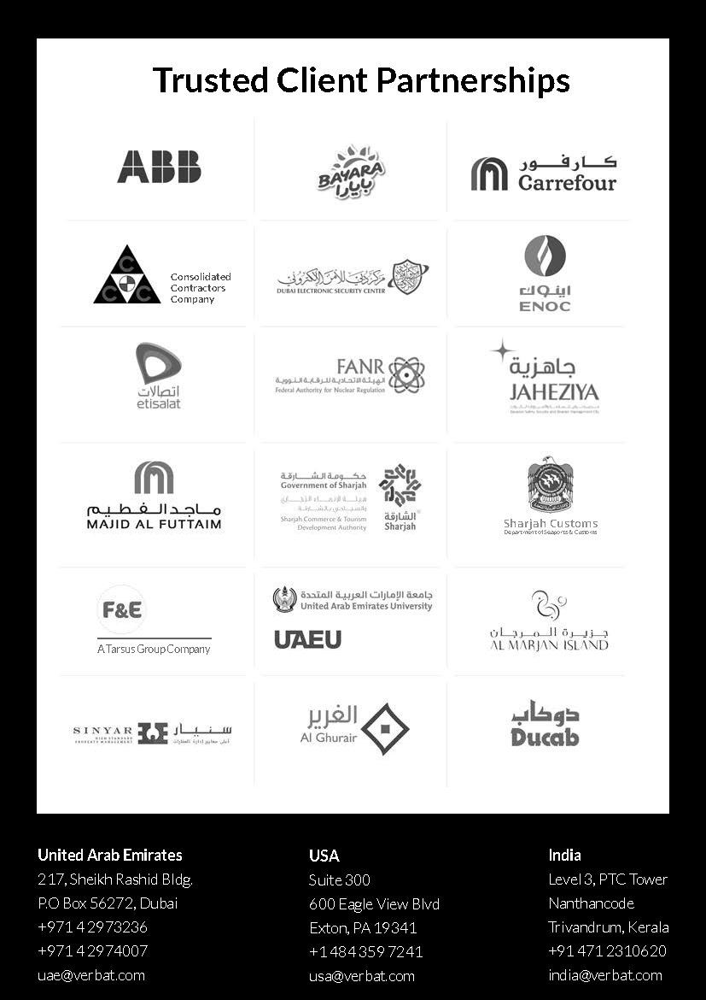 Trusted Client Partnerships
ABB
BAYARA
بايارا
كارفور
Carrefour
C
C C
Consolidated
Contractors
Company
مركز دبي للأمن الإلكتروني
DUBAI ELECTRONIC SECURITY CENTER
اينوك
ENOC
اتصالات
etisalat
FANR
الهيئة الاتحادية للرقابة النووية
Federal Authority for Nuclear Regulation
جاهزية
JAHEZIYA
ماجد الفطيم
MAJID AL FUTTAIM
حكومة الشارقة
Government of Sharjah
هيئة الإنماء التجاري
والسياحي بالشارقة
Sharjah Commerce & Tourism
Development Authority
الشارقة
Sharjah
Sharjah Customs
Department of Seaports & Customs
F&E
A Tarsus Group Company
جامعة الإمارات العربية المتحدة
United Arab Emirates University
UAEU
جزيرة المرجان
AL MARJAN ISLAND
SINYAR
HIGH STANDARD
PROPERTY MANAGEMENT
سنيار
أعلى معايير إدارة العقارات
الغرير
Al Ghurair
دوكاب
Ducab
United Arab Emirates
217, Sheikh Rashid Bldg.
P.O Box 56272, Dubai
+971 4 2973236
+971 4 2974007
uae@verbat.com
USA
Suite 300
600 Eagle View Blvd
Exton, PA 19341
+1 484 359 7241
usa@verbat.com
India
Level 3, PTC Tower
Nanthancode
Trivandrum, Kerala
+91 471 2310620
india@verbat.com